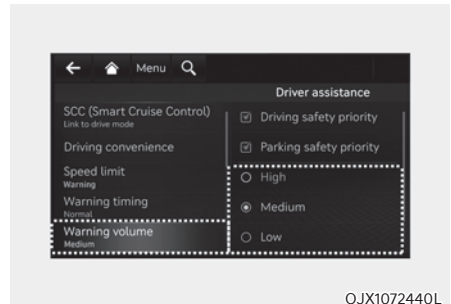 Menu
Driver assistance
SCC (Smart Cruise Control)
Link to drive mode
Driving convenience
Speed limit
Warning
Warning timing
Normal
Warning volume
Medium
Driving safety priority
Parking safety priority
High
Medium
Low
OJX1072440L